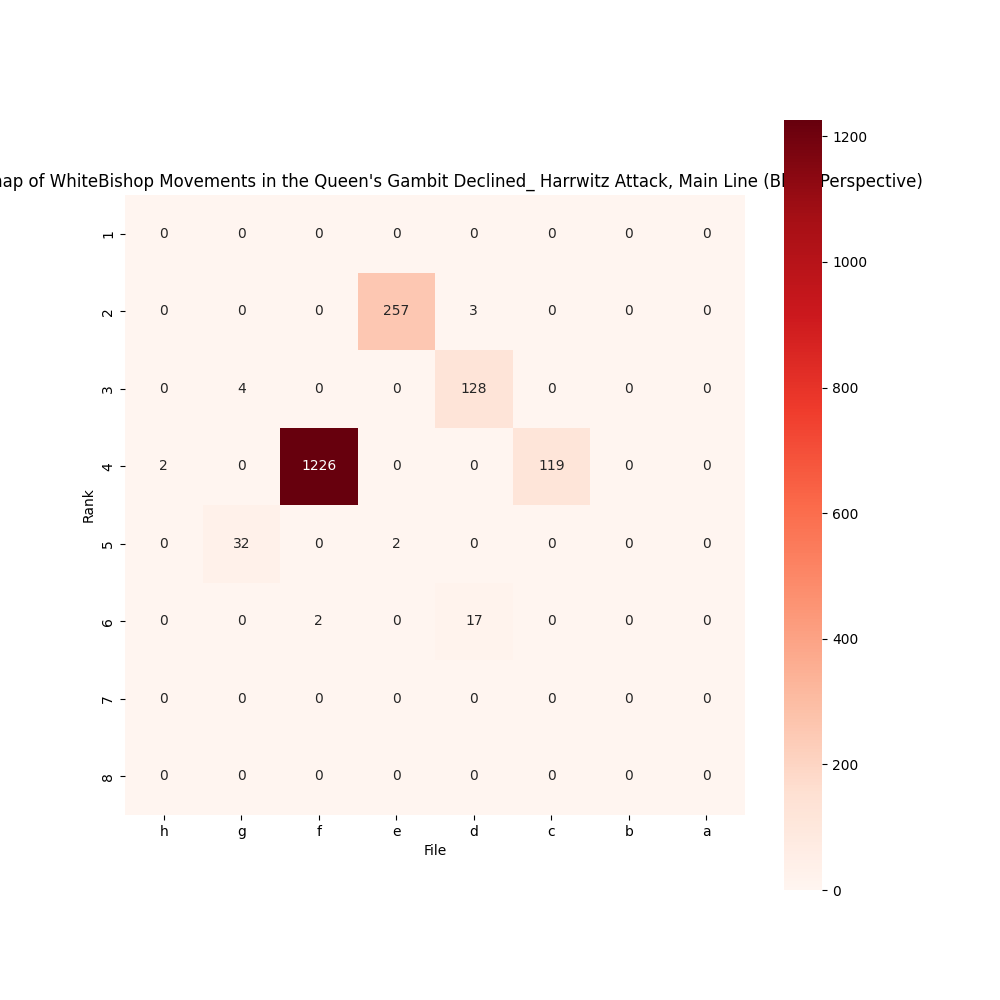 of WhiteBishop Movements in the Queen's Gambit Declined_ Harrwitz Attack, Main Line Perspective)
1200
1000
800
600
400
200
0
Rank
1 0 0 0 0 0 0 0 0
2 0 0 0 257 3 0 0 0
3 0 4 0 0 128 0 0 0
4 2 0 1226 0 0 119 0 0
5 0 32 0 2 0 0 0 0
6 0 0 2 0 17 0 0 0
7 0 0 0 0 0 0 0 0
8 0 0 0 0 0 0 0 0
h g f e d c b a
File